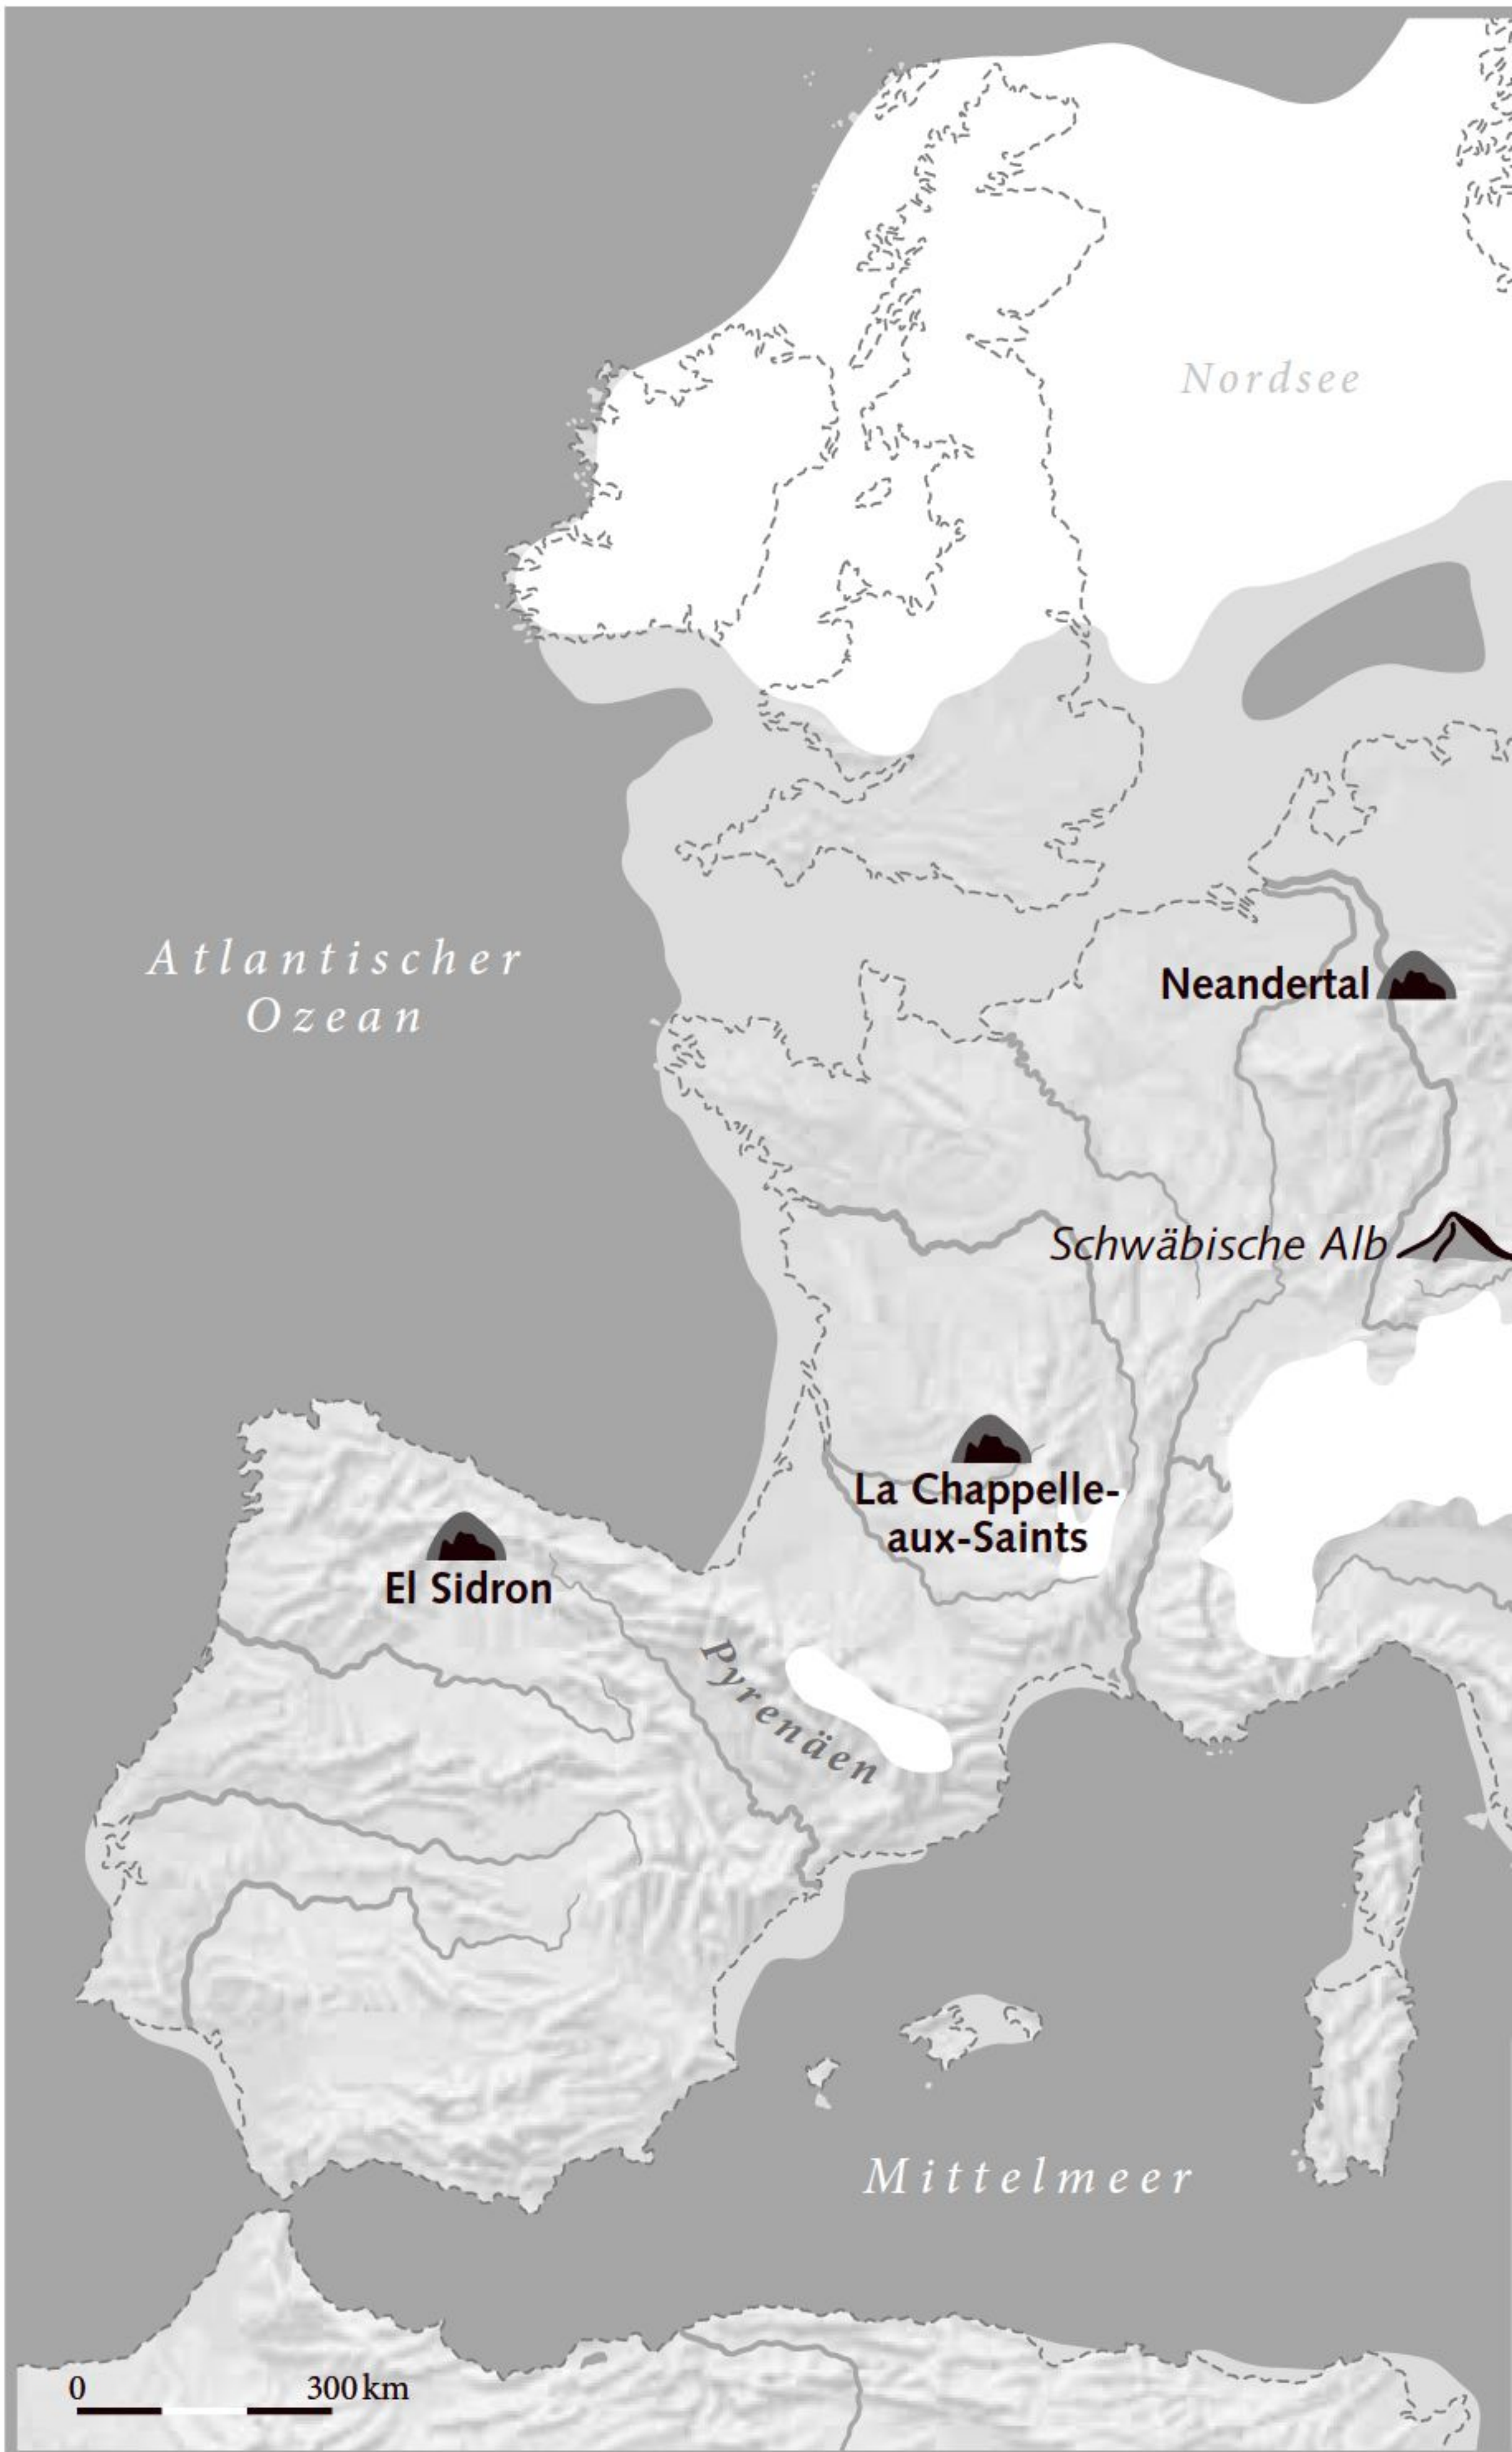 Nordsee
Atlantischer
Ozean
Neandertal
Schwäbische Alb
La Chappelle-
aux-Saints
El Sidron
Pyrenäen
Mittelmeer
0 300 km